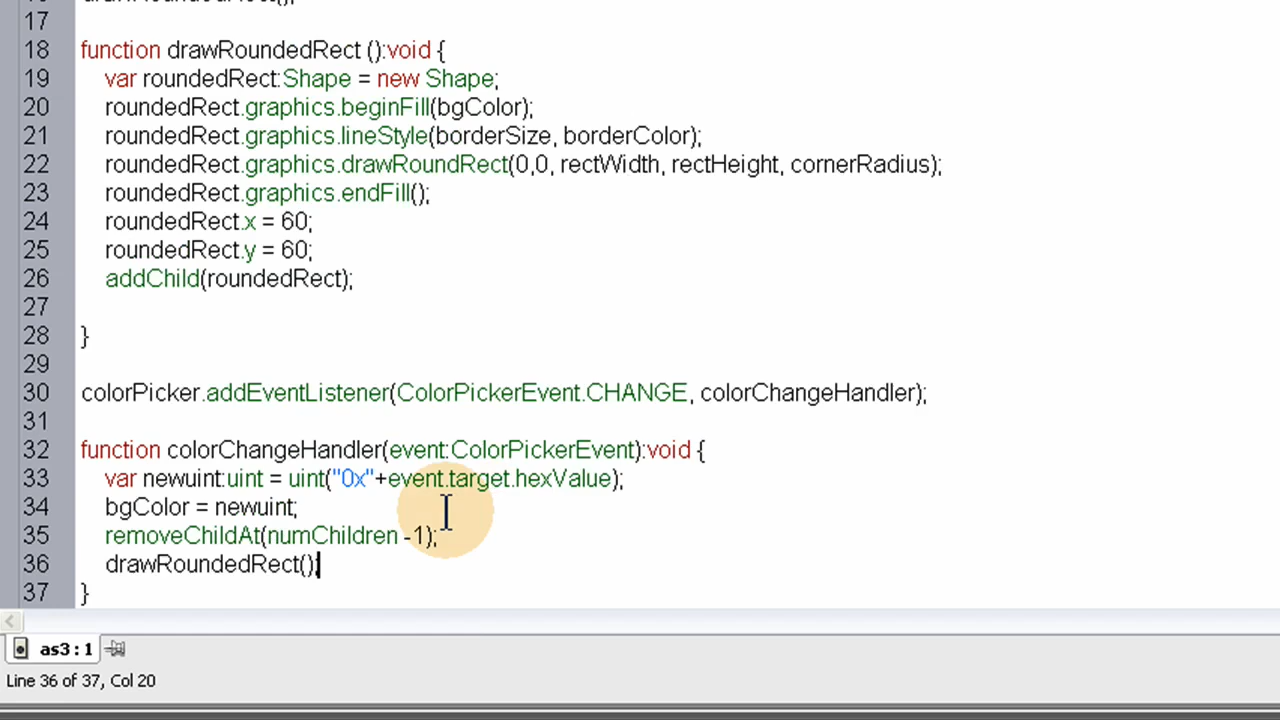 17
18 function drawRoundedRect ():void {
19 var roundedRect:Shape = new Shape;
20 roundedRect.graphics.beginFill(bgColor);
21 roundedRect.graphics.lineStyle(borderSize, borderColor);
22 roundedRect.graphics.drawRoundRect(0,0, rectWidth, rectHeight, cornerRadius);
23 roundedRect.graphics.endFill();
24 roundedRect.x = 60;
25 roundedRect.y = 60;
26 addChild(roundedRect);
27
28 }
29
30 colorPicker.addEventListener(ColorPickerEvent.CHANGE, colorChangeHandler);
31
32 function colorChangeHandler(event:ColorPickerEvent):void {
33 var newuint:uint = uint("0x"+event.target.hexValue);
34 bgColor = newuint;
35 removeChildAt(numChildren -1);
36 drawRoundedRect();
37 }
as3 : 1
Line 36 of 37, Col 20